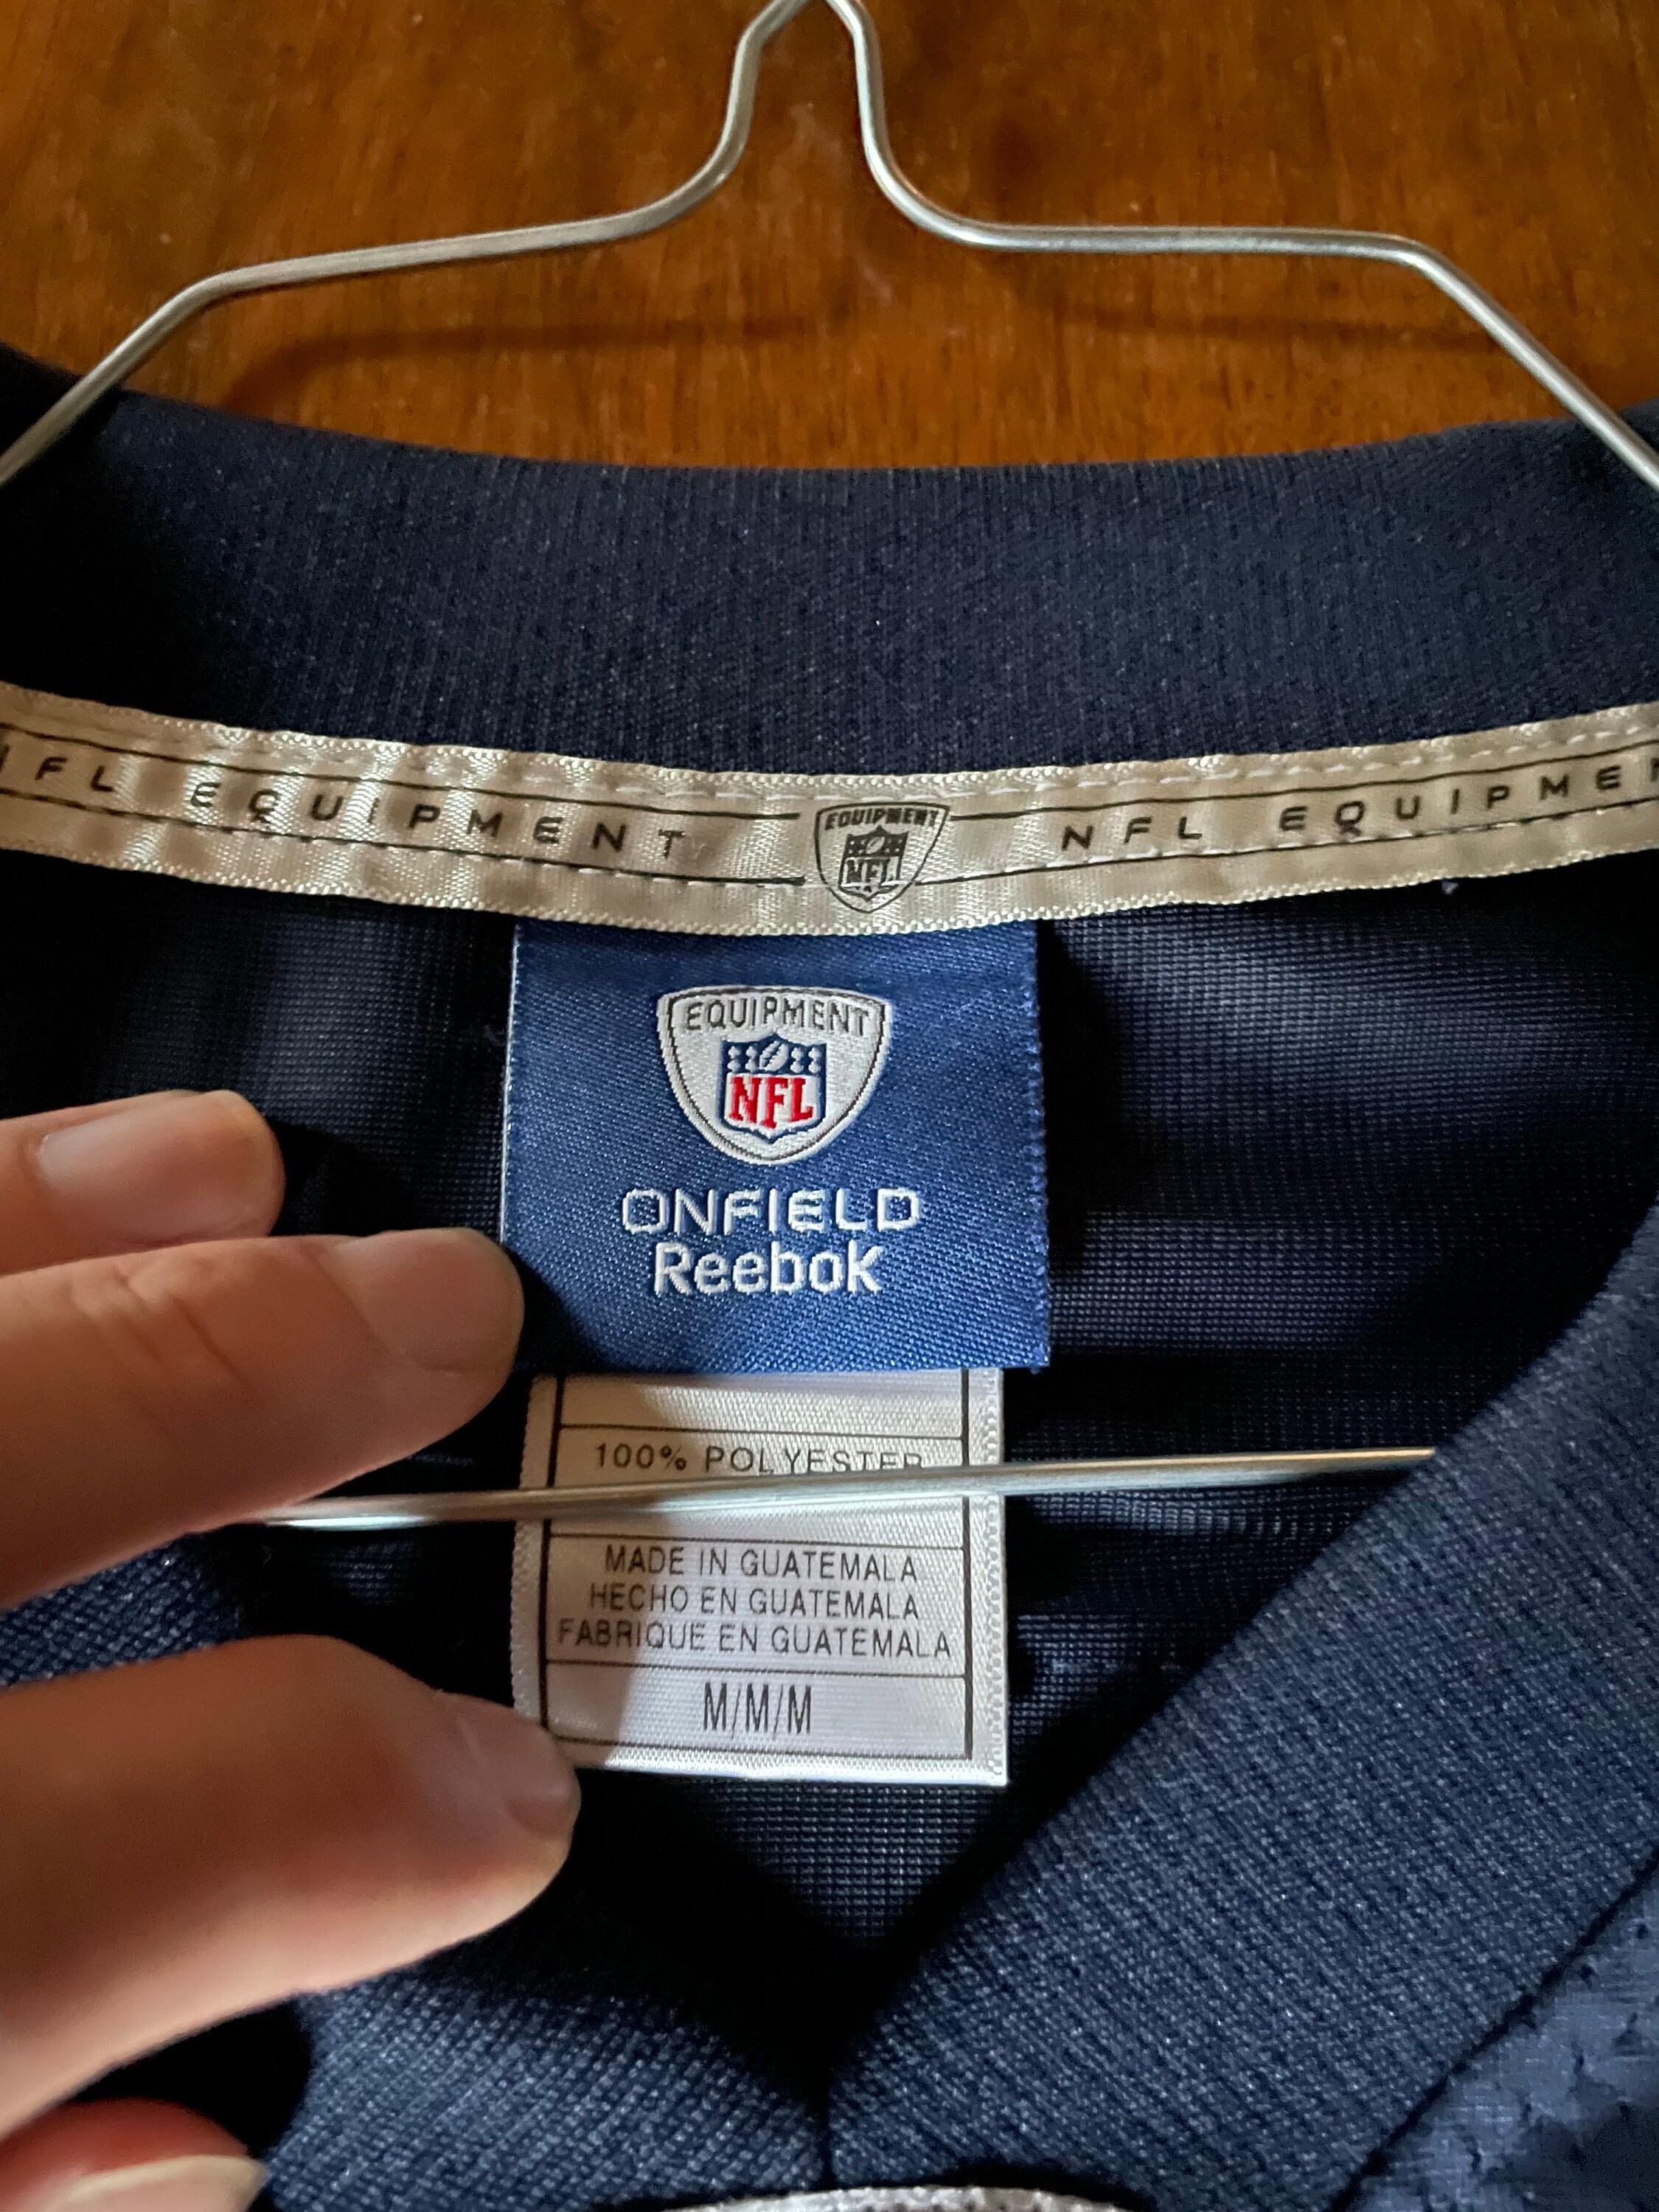 NFL EQUIPMENT
EQUIPMENT
NFL
NFL EQUIPMEN
EQUIPMENT
NFL
ONFIELD
Reebok
100% POLYESTER
MADE IN GUATEMALA
HECHO EN GUATEMALA
FABRIQUE EN GUATEMALA
M/M/M